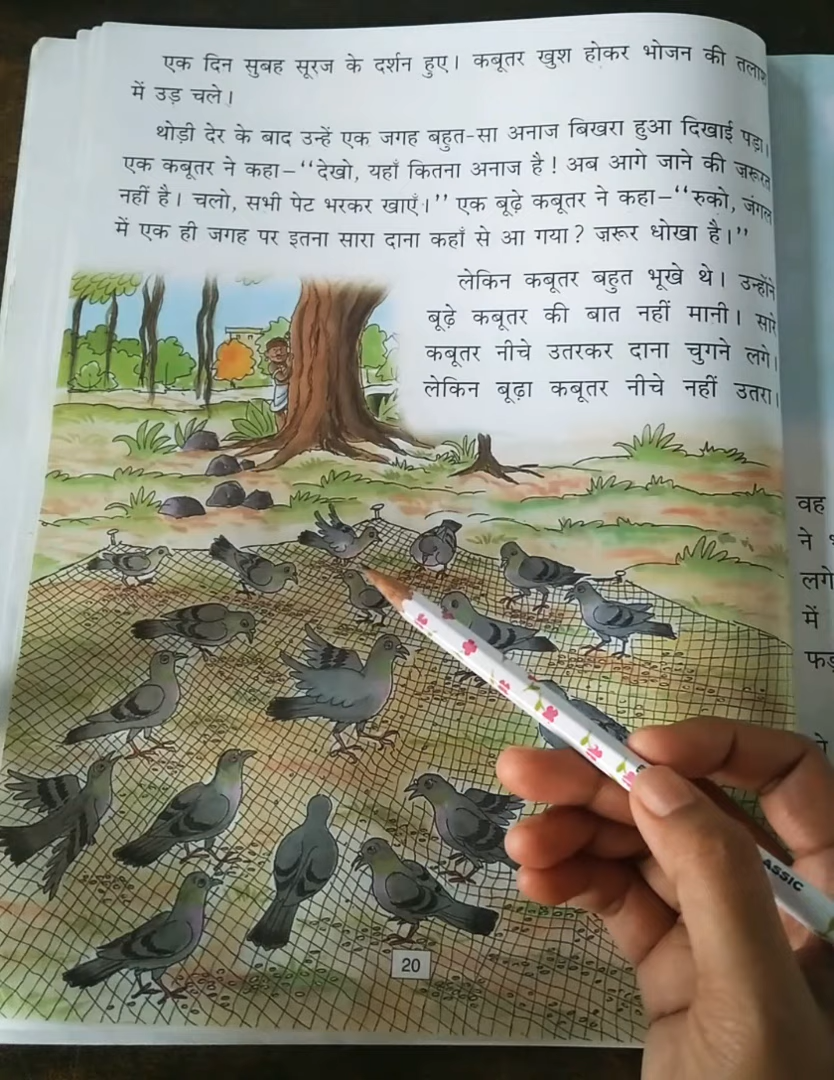 एक दिन सुबह सूरज के दर्शन हुए। कबूतर खुश होकर भोजन की तलाश
में उड़ चले।
थोड़ी देर के बाद उन्हें एक जगह बहुत-सा अनाज बिखरा हुआ दिखाई पड़ा।
एक कबूतर ने कहा–“देखो, यहाँ कितना अनाज है! अब आगे जाने की ज़रूरत
नहीं है। चलो, सभी पेट भरकर खाएँ।” एक बूढ़े कबूतर ने कहा–“रुको, जंगल
में एक ही जगह पर इतना सारा दाना कहाँ से आ गया? ज़रूर धोखा है।”
लेकिन कबूतर बहुत भूखे थे। उन्होंने
बूढ़े कबूतर की बात नहीं मानी। सारे
कबूतर नीचे उतरकर दाना चुगने लगे।
लेकिन बूढ़ा कबूतर नीचे नहीं उतरा।
वह
ने
लगे
में
ASSIC
20